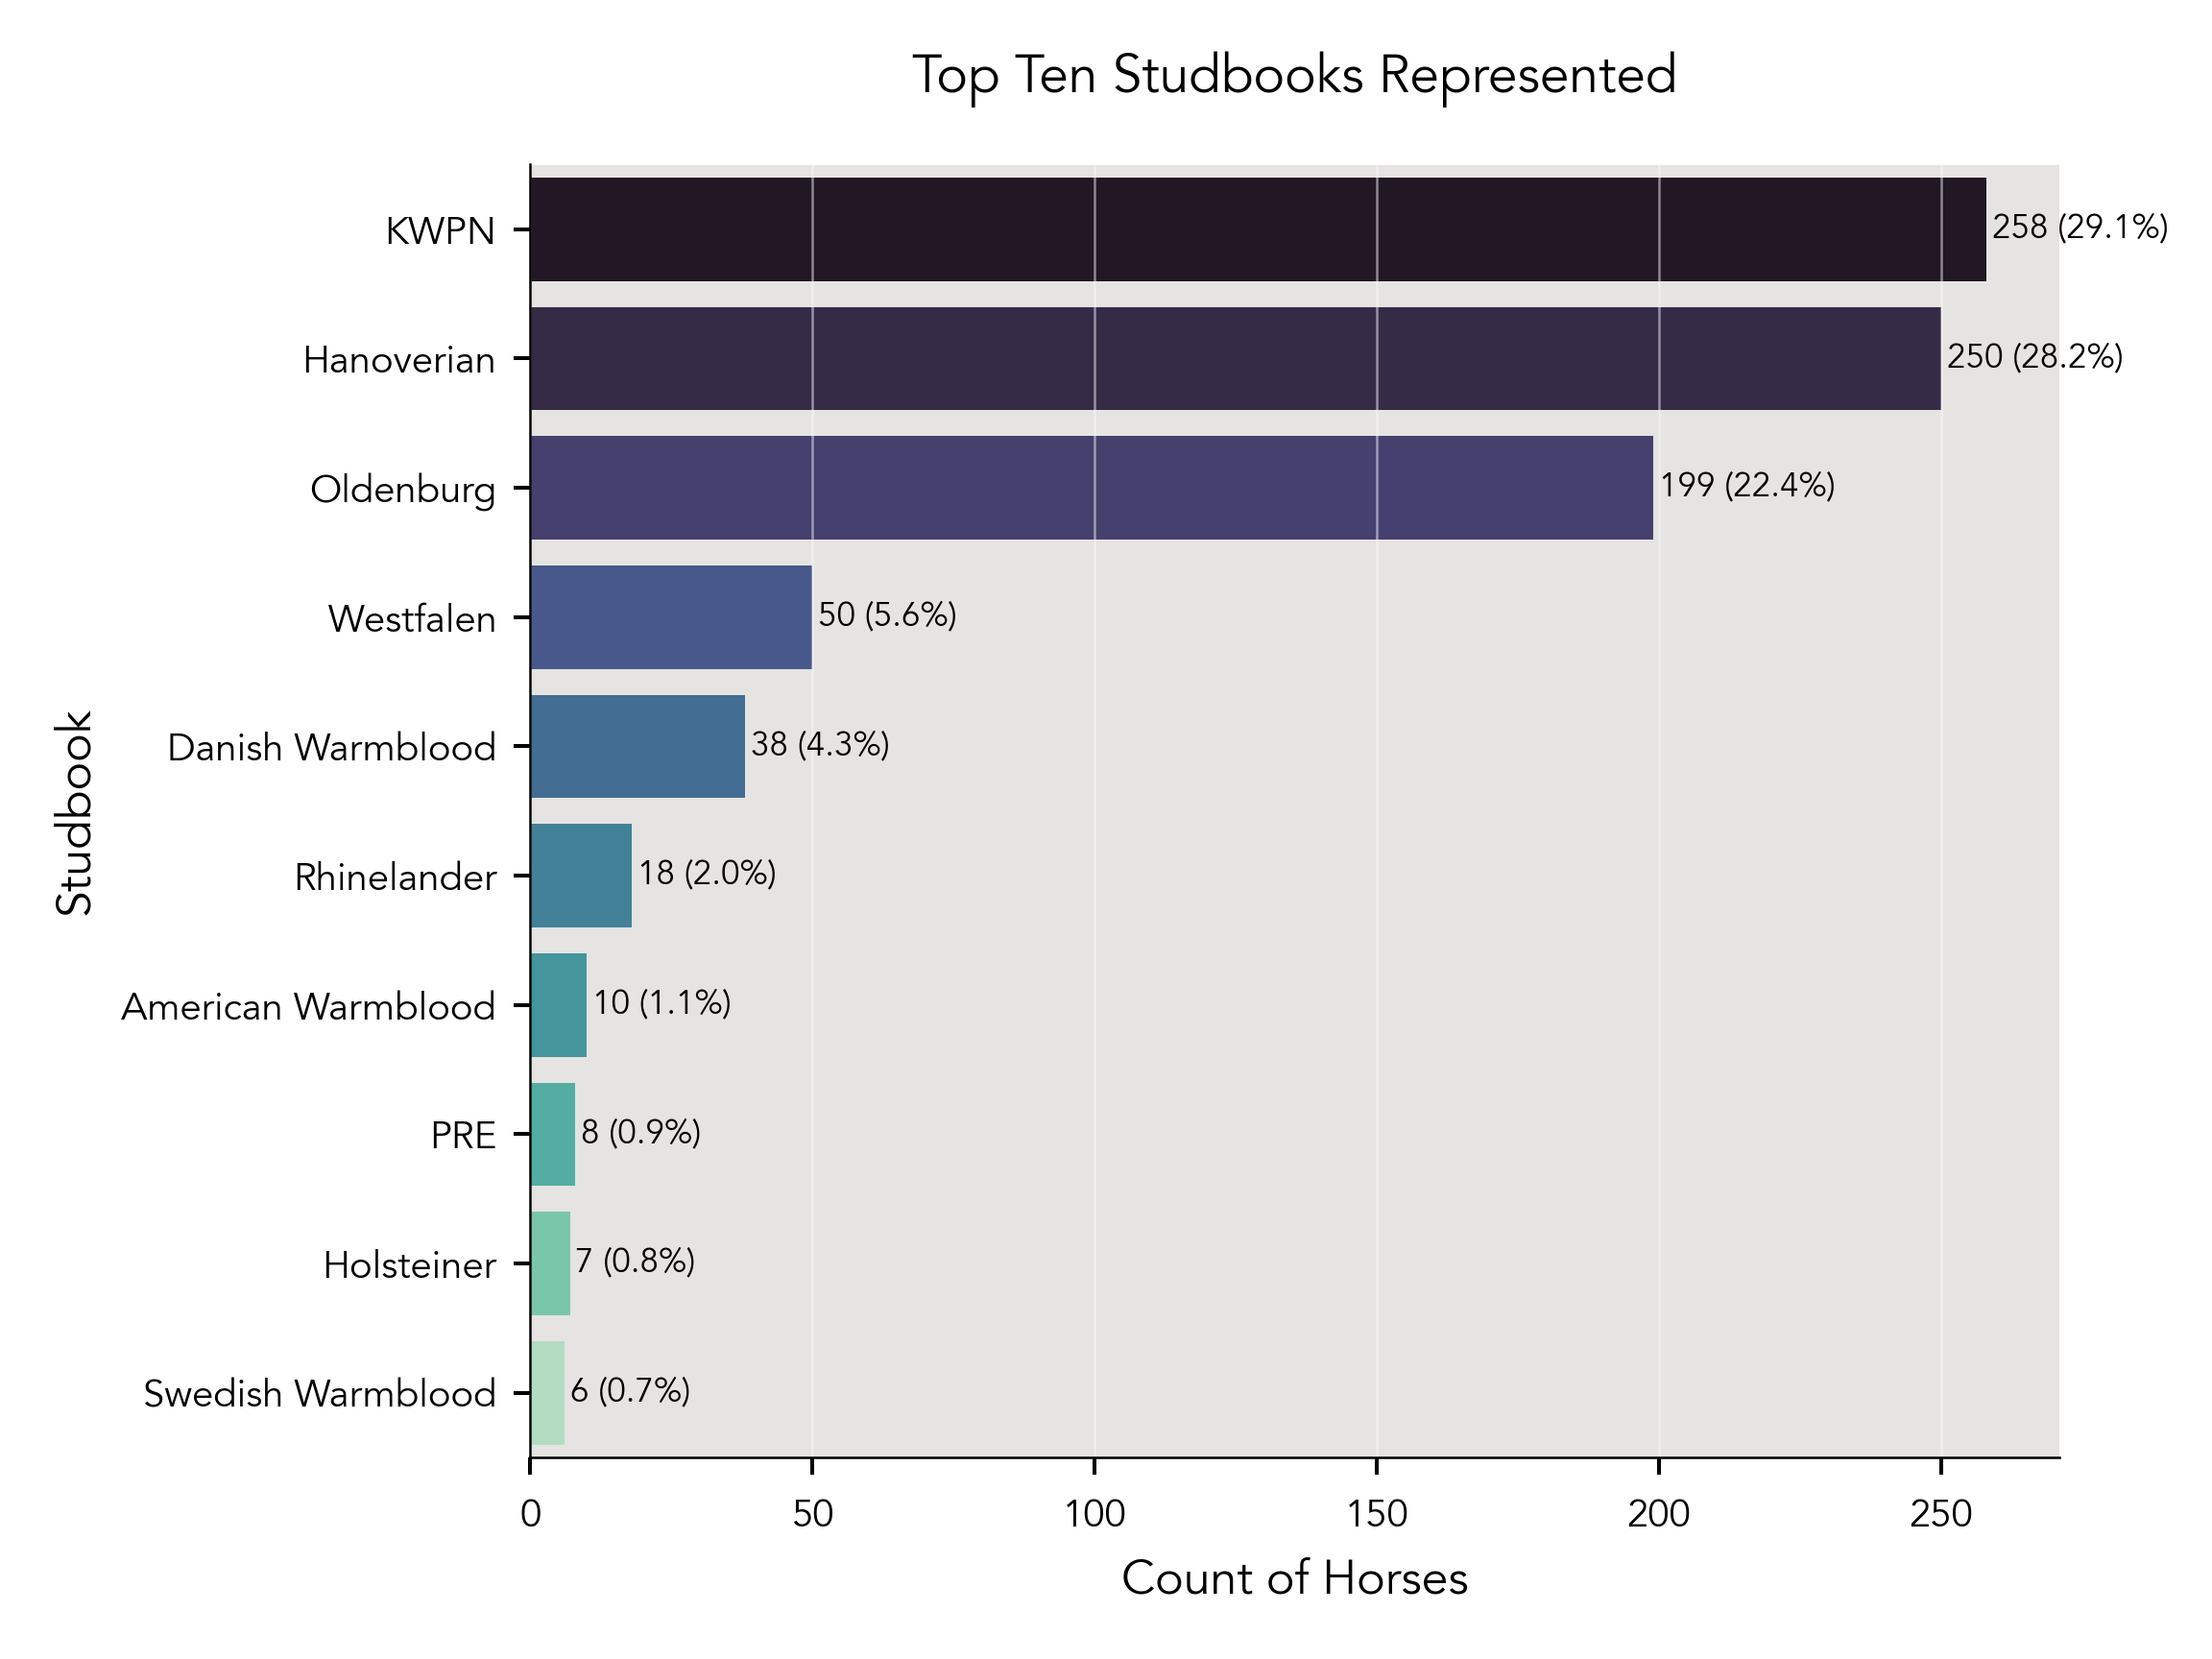 Top Ten Studbooks Represented
KWPN
258 (29.1%)
Hanoverian
250 (28.2%)
Oldenburg
199 (22.4%)
Westfalen
50 (5.6%)
Danish Warmblood
38 (4.3%)
Rhinelander
18 (2.0%)
American Warmblood
10 (1.1%)
PRE
8 (0.9%)
Holsteiner
7 (0.8%)
Swedish Warmblood
6 (0.7%)
Studbook
0 50 100 150 200 250
Count of Horses